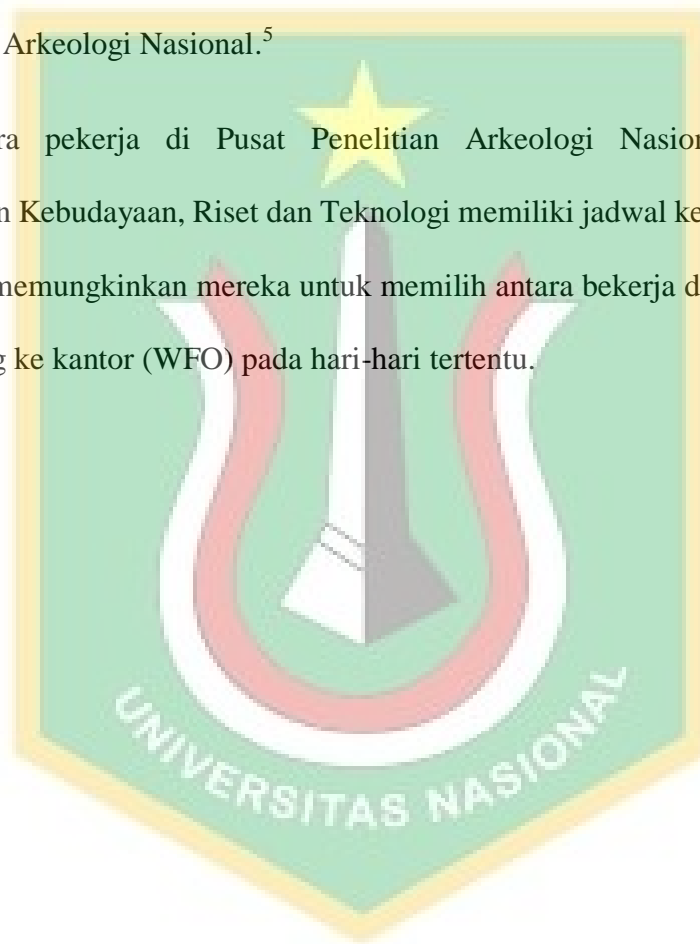 Arkeologi Nasional.⁵
ra pekerja di Pusat Penelitian Arkeologi Nasion
n Kebudayaan, Riset dan Teknologi memiliki jadwal ke
memungkinkan mereka untuk memilih antara bekerja d
g ke kantor (WFO) pada hari-hari tertentu.
UNIVERSITAS NASIONAL